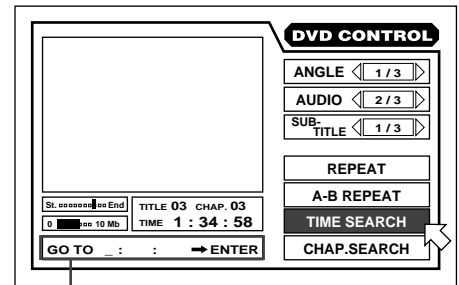 DVD CONTROL
ANGLE 1 / 3
AUDIO 2 / 3
SUB-
TITLE 1 / 3
REPEAT
A-B REPEAT
TIME SEARCH
CHAP.SEARCH
St. End
TITLE 03 CHAP. 03
0 10 Mb
TIME 1 : 34 : 58
GO TO _ : : ➡ ENTER